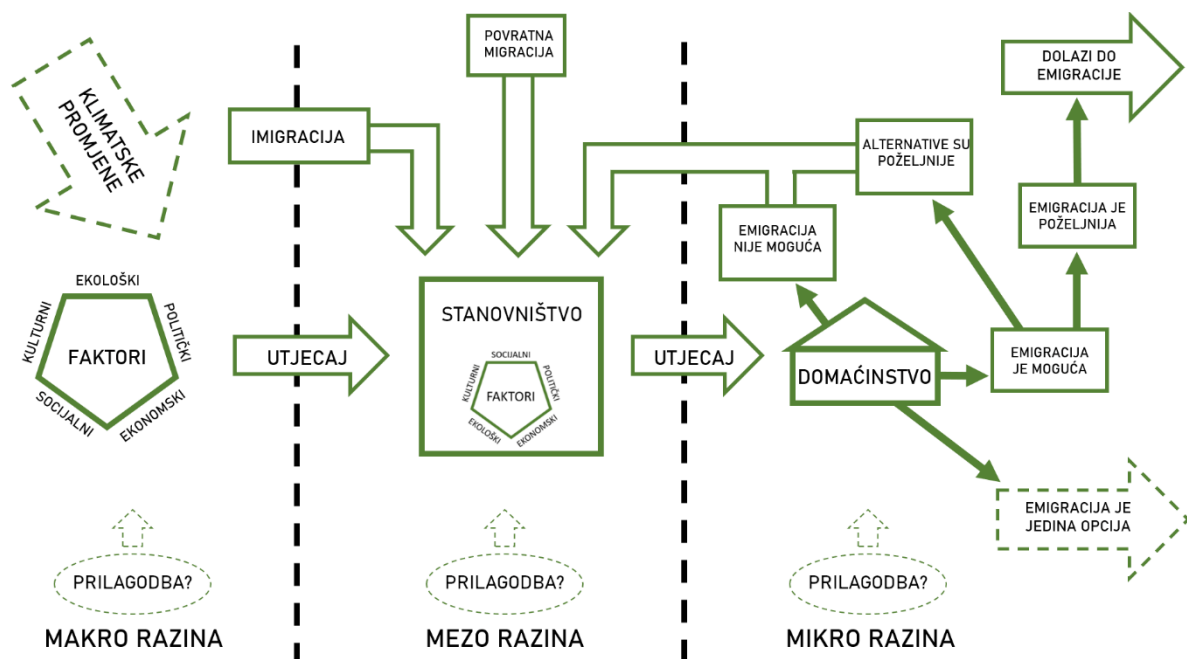 KLIMATSKE
PROMJENE
EKOLOŠKI
KULTURNI
POLITIČKI
FAKTORI
SOCIJALNI
EKONOMSKI
PRILAGODBA?
MAKRO RAZINA
IMIGRACIJA
UTJECAJ
POVRATNA
MIGRACIJA
STANOVNIŠTVO
SOCIJALNI
KULTURNI
POLITIČKI
FAKTORI
EKOLOŠKI
EKONOMSKI
PRILAGODBA?
MEZO RAZINA
UTJECAJ
DOLAZI DO
EMIGRACIJE
ALTERNATIVE SU
POŽELJNIJE
EMIGRACIJA JE
POŽELJNIJA
EMIGRACIJA
NIJE MOGUĆA
EMIGRACIJA
JE MOGUĆA
DOMAĆINSTVO
EMIGRACIJA JE
JEDINA OPCIJA
PRILAGODBA?
MIKRO RAZINA